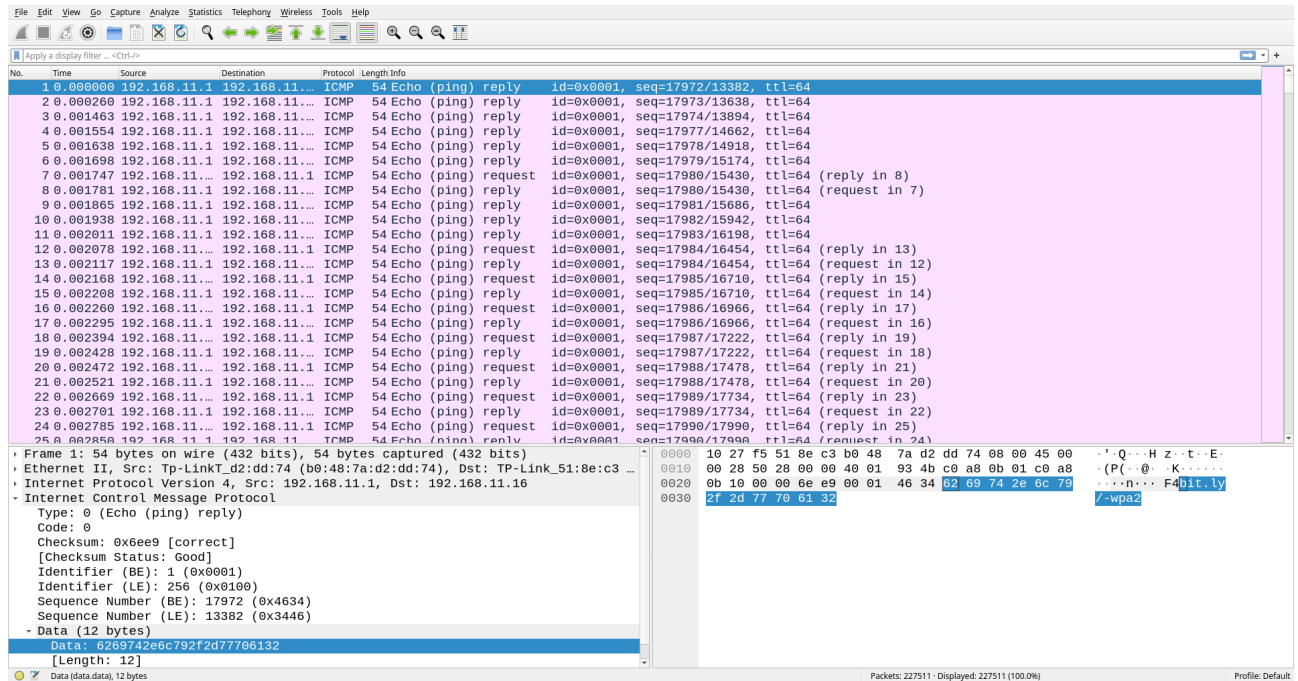 File Edit View Go Capture Analyze Statistics Telephony Wireless Tools Help
Apply a display filter ... <Ctrl-/>
No. Time Source Destination Protocol Length Info
1 0.000000 192.168.11.1 192.168.11.… ICMP 54 Echo (ping) reply id=0x0001, seq=17972/13382, ttl=64
2 0.000260 192.168.11.1 192.168.11.… ICMP 54 Echo (ping) reply id=0x0001, seq=17973/13638, ttl=64
3 0.001463 192.168.11.1 192.168.11.… ICMP 54 Echo (ping) reply id=0x0001, seq=17974/13894, ttl=64
4 0.001554 192.168.11.1 192.168.11.… ICMP 54 Echo (ping) reply id=0x0001, seq=17977/14662, ttl=64
5 0.001638 192.168.11.1 192.168.11.… ICMP 54 Echo (ping) reply id=0x0001, seq=17978/14918, ttl=64
6 0.001698 192.168.11.1 192.168.11.… ICMP 54 Echo (ping) reply id=0x0001, seq=17979/15174, ttl=64
7 0.001747 192.168.11.… 192.168.11.1 ICMP 54 Echo (ping) request id=0x0001, seq=17980/15430, ttl=64 (reply in 8)
8 0.001781 192.168.11.1 192.168.11.… ICMP 54 Echo (ping) reply id=0x0001, seq=17980/15430, ttl=64 (request in 7)
9 0.001865 192.168.11.1 192.168.11.… ICMP 54 Echo (ping) reply id=0x0001, seq=17981/15686, ttl=64
10 0.001938 192.168.11.1 192.168.11.… ICMP 54 Echo (ping) reply id=0x0001, seq=17982/15942, ttl=64
11 0.002011 192.168.11.1 192.168.11.… ICMP 54 Echo (ping) reply id=0x0001, seq=17983/16198, ttl=64
12 0.002078 192.168.11.… 192.168.11.1 ICMP 54 Echo (ping) request id=0x0001, seq=17984/16454, ttl=64 (reply in 13)
13 0.002117 192.168.11.1 192.168.11.… ICMP 54 Echo (ping) reply id=0x0001, seq=17984/16454, ttl=64 (request in 12)
14 0.002168 192.168.11.… 192.168.11.1 ICMP 54 Echo (ping) request id=0x0001, seq=17985/16710, ttl=64 (reply in 15)
15 0.002208 192.168.11.1 192.168.11.… ICMP 54 Echo (ping) reply id=0x0001, seq=17985/16710, ttl=64 (request in 14)
16 0.002260 192.168.11.… 192.168.11.1 ICMP 54 Echo (ping) request id=0x0001, seq=17986/16966, ttl=64 (reply in 17)
17 0.002295 192.168.11.1 192.168.11.… ICMP 54 Echo (ping) reply id=0x0001, seq=17986/16966, ttl=64 (request in 16)
18 0.002394 192.168.11.… 192.168.11.1 ICMP 54 Echo (ping) request id=0x0001, seq=17987/17222, ttl=64 (reply in 19)
19 0.002428 192.168.11.1 192.168.11.… ICMP 54 Echo (ping) reply id=0x0001, seq=17987/17222, ttl=64 (request in 18)
20 0.002472 192.168.11.… 192.168.11.1 ICMP 54 Echo (ping) request id=0x0001, seq=17988/17478, ttl=64 (reply in 21)
21 0.002521 192.168.11.1 192.168.11.… ICMP 54 Echo (ping) reply id=0x0001, seq=17988/17478, ttl=64 (request in 20)
22 0.002669 192.168.11.… 192.168.11.1 ICMP 54 Echo (ping) request id=0x0001, seq=17989/17734, ttl=64 (reply in 23)
23 0.002701 192.168.11.1 192.168.11.… ICMP 54 Echo (ping) reply id=0x0001, seq=17989/17734, ttl=64 (request in 22)
24 0.002785 192.168.11.… 192.168.11.1 ICMP 54 Echo (ping) request id=0x0001, seq=17990/17990, ttl=64 (reply in 25)
25 0.002850 192.168.11.1 192.168.11.… ICMP 54 Echo (ping) reply id=0x0001, seq=17990/17990, ttl=64 (request in 24)
Frame 1: 54 bytes on wire (432 bits), 54 bytes captured (432 bits)
Ethernet II, Src: Tp-LinkT_d2:dd:74 (b0:48:7a:d2:dd:74), Dst: TP-Link_51:8e:c3 …
Internet Protocol Version 4, Src: 192.168.11.1, Dst: 192.168.11.16
Internet Control Message Protocol
Type: 0 (Echo (ping) reply)
Code: 0
Checksum: 0x6ee9 [correct]
[Checksum Status: Good]
Identifier (BE): 1 (0x0001)
Identifier (LE): 256 (0x0100)
Sequence Number (BE): 17972 (0x4634)
Sequence Number (LE): 13382 (0x3446)
Data (12 bytes)
Data: 6269742e6c792f2d77706132
[Length: 12]
0000 10 27 f5 51 8e c3 b0 48 7a d2 dd 74 08 00 45 00 ·'·Q···H z··t··E·
0010 00 28 50 28 00 00 40 01 93 4b c0 a8 0b 01 c0 a8 ·(P(··@· ·K······
0020 0b 10 00 00 6e e9 00 01 46 34 62 69 74 2e 6c 79 ····n··· F4bit.ly
0030 2f 2d 77 70 61 32 /-wpa2
Data (data.data), 12 bytes
Packets: 227511 · Displayed: 227511 (100.0%)
Profile: Default